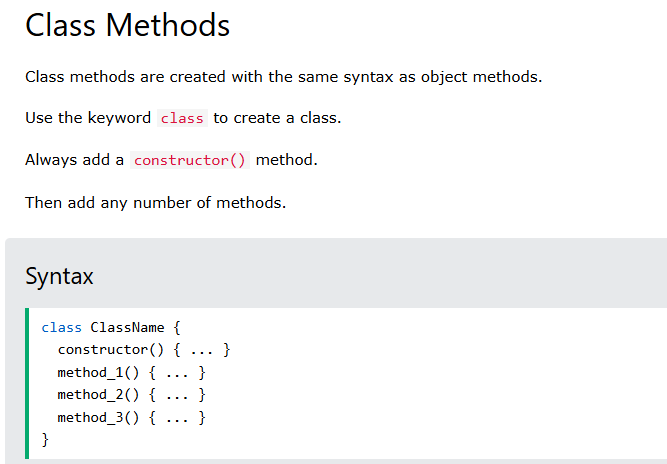 Class Methods
Class methods are created with the same syntax as object methods.
Use the keyword class to create a class.
Always add a constructor() method.
Then add any number of methods.
Syntax
class ClassName {
  constructor() { ... }
  method_1() { ... }
  method_2() { ... }
  method_3() { ... }
}